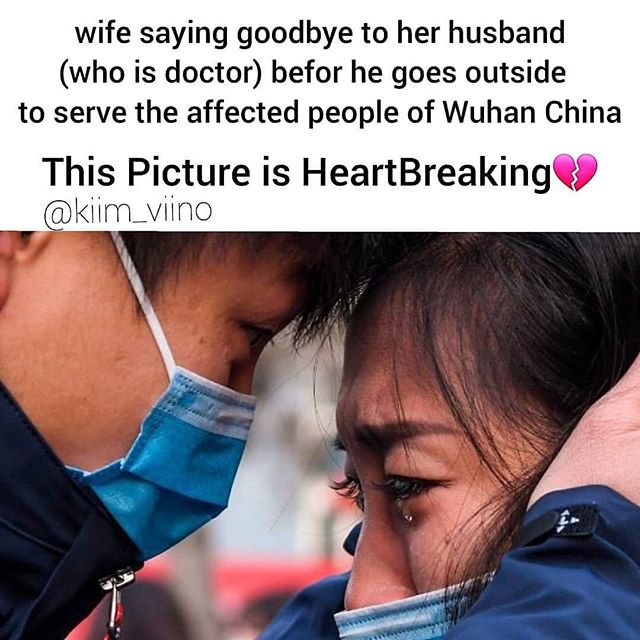 wife saying goodbye to her husband
(who is doctor) befor he goes outside
to serve the affected people of Wuhan China
This Picture is HeartBreaking💔
@kiim_viino